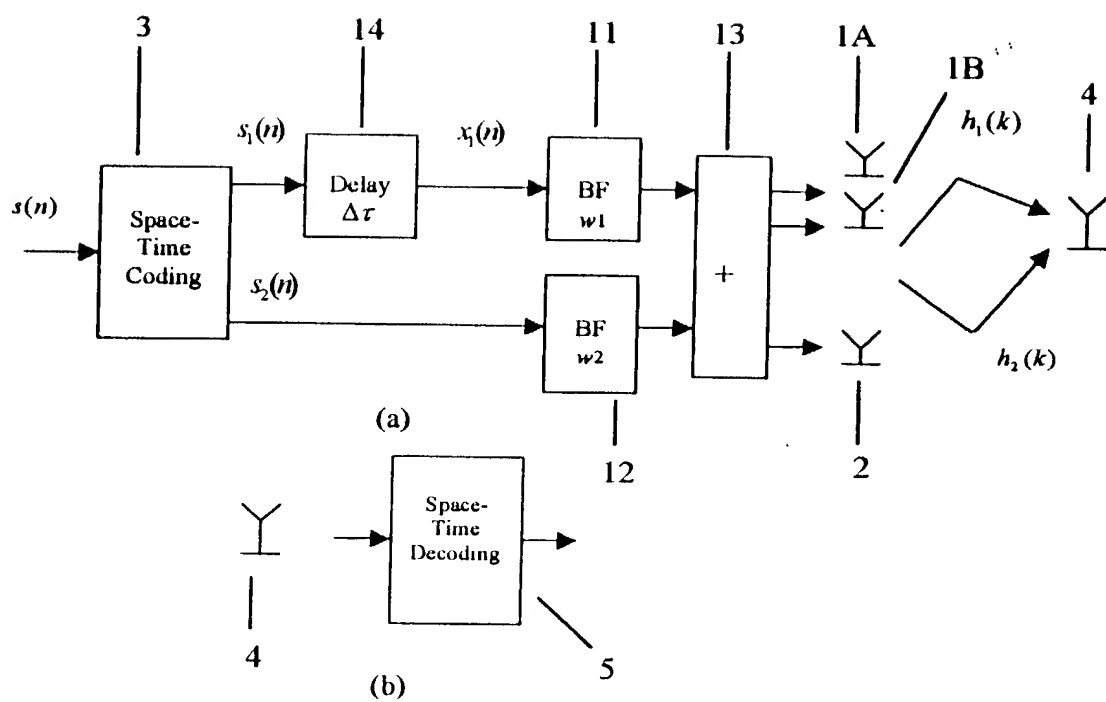 3
14
11
13
1A
1B
4
s₁(n)
x₁(n)
h₁(k)
s(n)
Space-
Time
Coding
Delay
Δτ
BF
w1
s₂(n)
+
BF
w2
h₂(k)
(a)
12
2
Space-
Time
Decoding
4
5
(b)